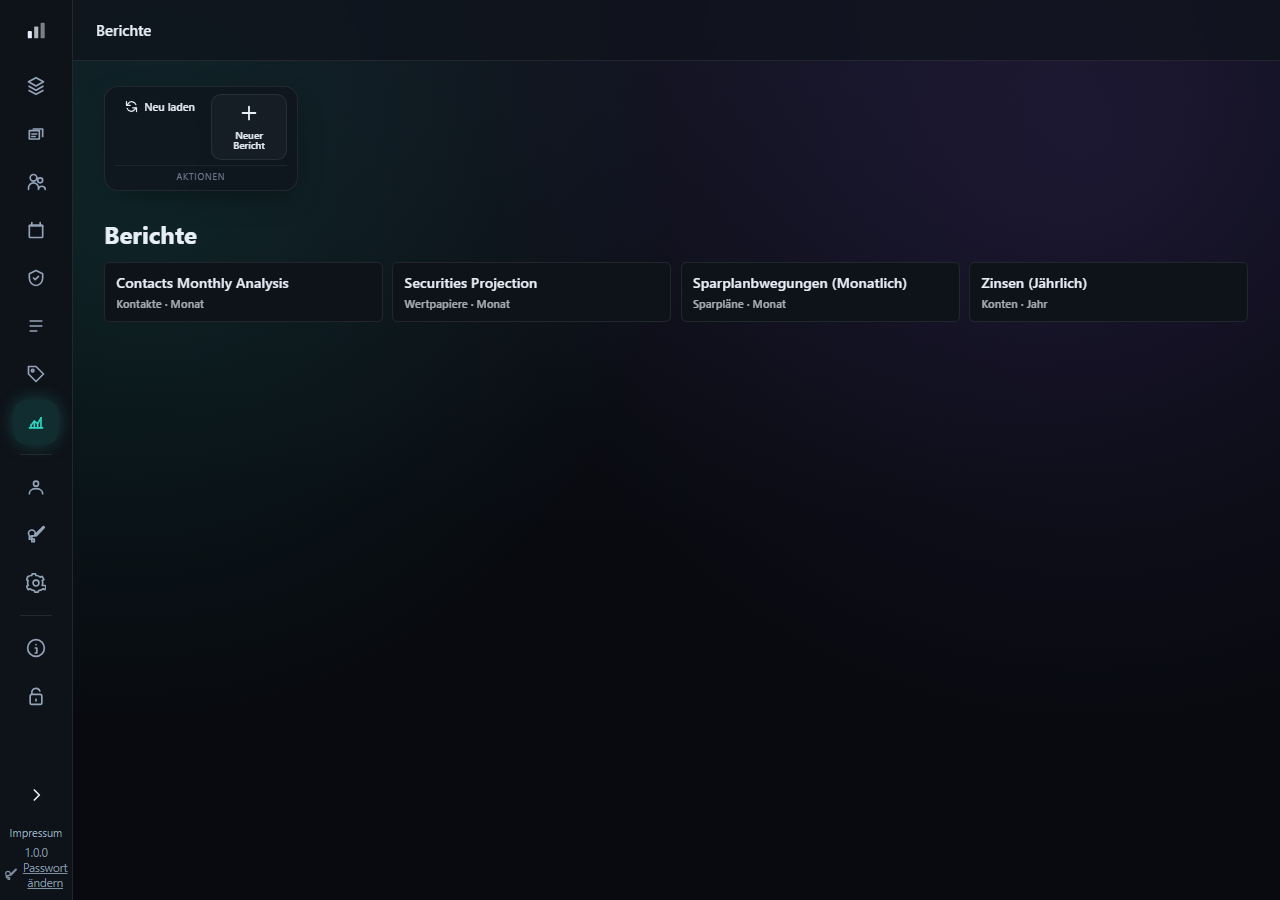 Berichte
Neu laden
Neuer
Bericht
AKTIONEN
Berichte
Contacts Monthly Analysis
Kontakte · Monat
Securities Projection
Wertpapiere · Monat
Sparplanbwegungen (Monatlich)
Sparpläne · Monat
Zinsen (Jährlich)
Konten · Jahr
Impressum
1.0.0
Passwort
ändern